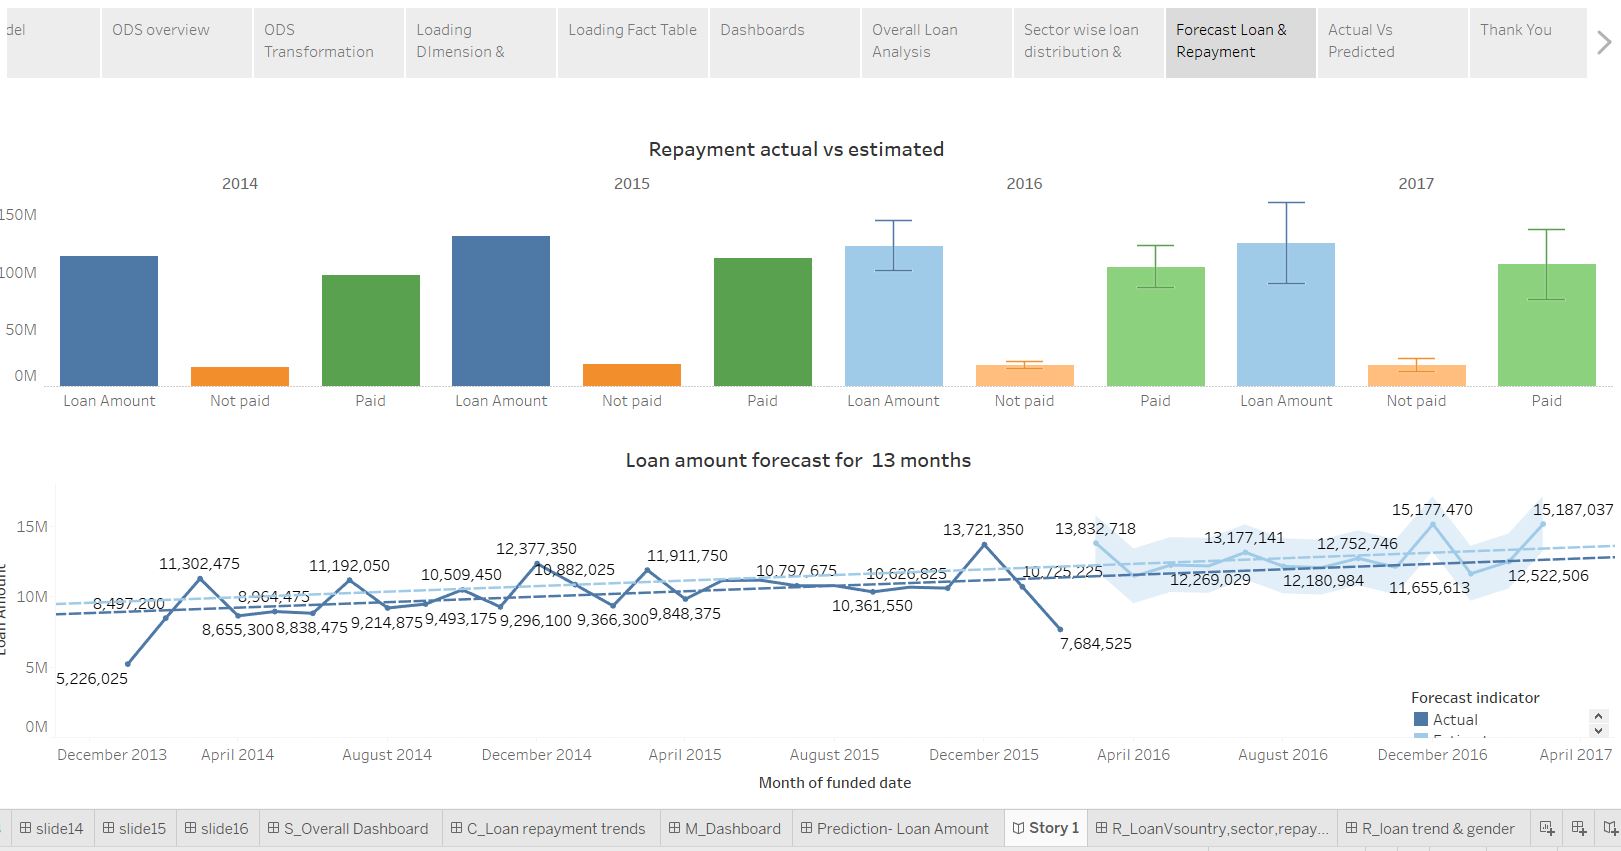 del
ODS overview
ODS
Transformation
Loading
DImension &
Loading Fact Table
Dashboards
Overall Loan
Analysis
Sector wise loan
distribution &
Forecast Loan &
Repayment
Actual Vs
Predicted
Thank You
Repayment actual vs estimated
2014 2015 2016 2017
150M
100M
50M
0M
Loan Amount Not paid Paid Loan Amount Not paid Paid Loan Amount Not paid Paid Loan Amount Not paid Paid
Loan amount forecast for 13 months
Loan Amount
15M
10M
5M
0M
5,226,025
8,497,200
11,302,475
8,655,300
8,964,475
8,838,475
11,192,050
9,214,875
9,493,175
10,509,450
9,296,100
12,377,350
10,882,025
9,366,300
11,911,750
9,848,375
10,797,675
10,361,550
10,626,825
13,721,350
10,725,225
7,684,525
13,832,718
12,269,029
13,177,141
12,180,984
12,752,746
11,655,613
15,177,470
12,522,506
15,187,037
Forecast indicator
Actual
December 2013 April 2014 August 2014 December 2014 April 2015 August 2015 December 2015 April 2016 August 2016 December 2016 April 2017
Month of funded date
slide14 slide15 slide16 S_Overall Dashboard C_Loan repayment trends M_Dashboard Prediction- Loan Amount Story 1 R_LoanVsountry,sector,repay... R_loan trend & gender